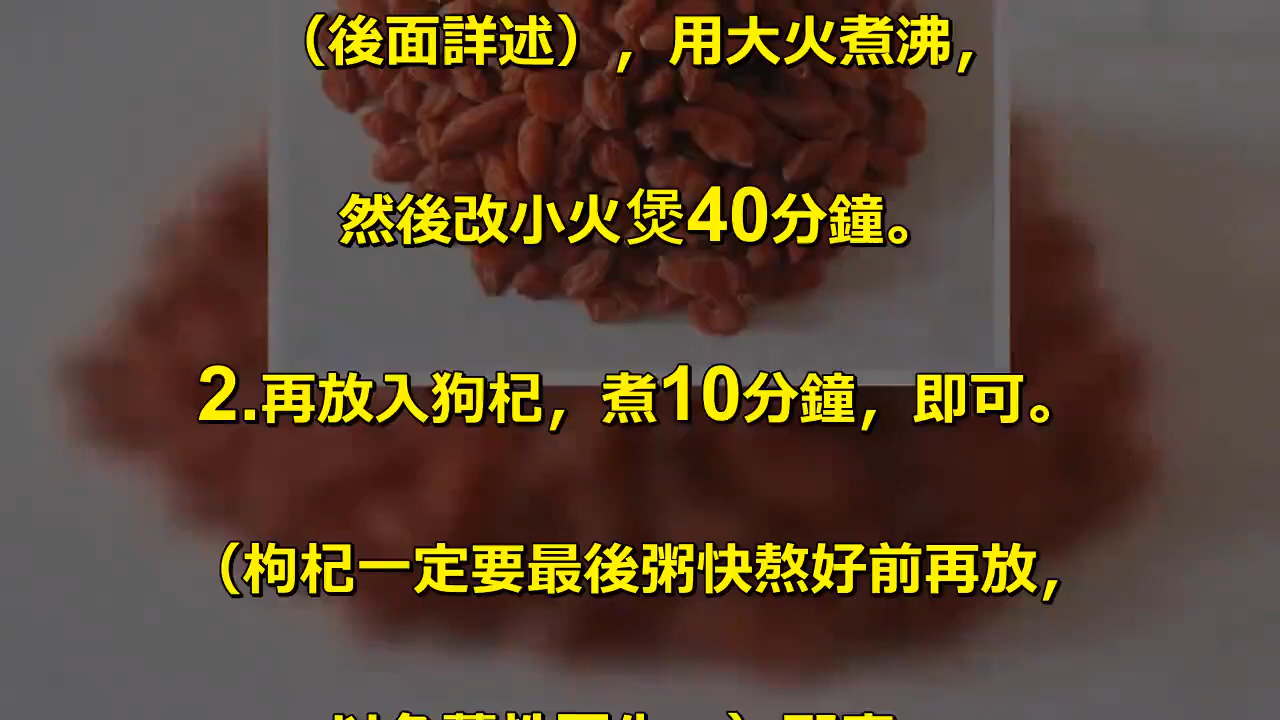 （後面詳述），用大火煮沸，
然後改小火煲40分鐘。
2.再放入狗杞，煮10分鐘，即可。
（枸杞一定要最後粥快熬好前再放，